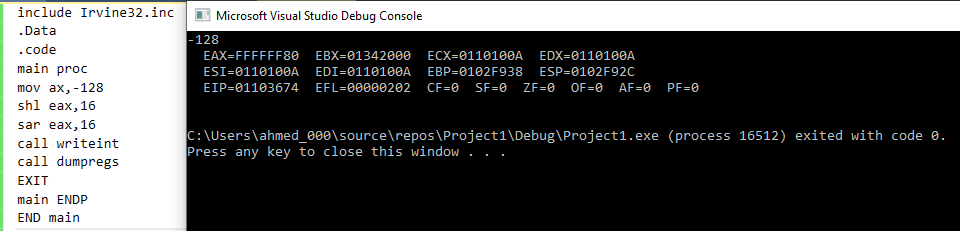 include Irvine32.inc
.Data
.code
main proc
mov ax,-128
shl eax,16
sar eax,16
call writeint
call dumpregs
EXIT
main ENDP
END main
Microsoft Visual Studio Debug Console
-128
EAX=FFFFFF80 EBX=01342000 ECX=0110100A EDX=0110100A
ESI=0110100A EDI=0110100A EBP=0102F938 ESP=0102F92C
EIP=01103674 EFL=00000202 CF=0 SF=0 ZF=0 OF=0 AF=0 PF=0
C:\Users\ahmed_000\source\repos\Project1\Debug\Project1.exe (process 16512) exited with code 0.
Press any key to close this window . . .